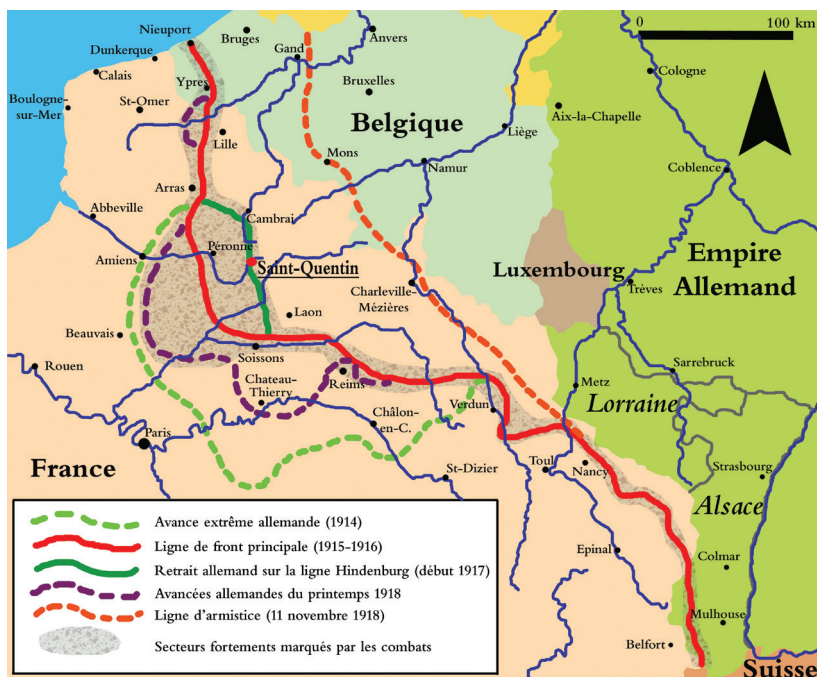 Nieuport
Bruges
Anvers
0 100 km
Dunkerque
Gand
Calais
Cologne
Ypres
Bruxelles
Boulogne-
sur-Mer
St-Omer
Aix-la-Chapelle
Belgique
Lille
Liège
Mons
Namur
Coblence
Arras
Abbeville
Cambrai
Péronne
Empire
Allemand
Amiens
Saint-Quentin
Luxembourg
Trèves
Charleville-
Mézières
Laon
Beauvais
Soissons
Rouen
Sarrebruck
Chateau-
Thierry
Reims
Metz
Lorraine
Verdun
Châlon-
en-C.
Paris
France
St-Dizier
Toul
Nancy
Strasbourg
Alsace
Epinal
Colmar
Mulhouse
Belfort
Suisse
Avance extrême allemande (1914)
Ligne de front principale (1915-1916)
Retrait allemand sur la ligne Hindenburg (début 1917)
Avancées allemandes du printemps 1918
Ligne d'armistice (11 novembre 1918)
Secteurs fortements marqués par les combats